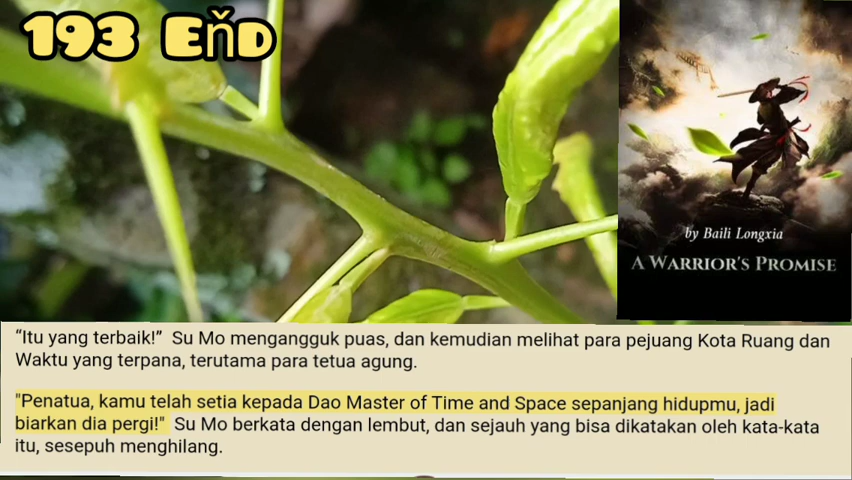 193 EňD
by Baili Longxia
A WARRIOR'S PROMISE
“Itu yang terbaik!” Su Mo mengangguk puas, dan kemudian melihat para pejuang Kota Ruang dan
Waktu yang terpana, terutama para tetua agung.
"Penatua, kamu telah setia kepada Dao Master of Time and Space sepanjang hidupmu, jadi
biarkan dia pergi!" Su Mo berkata dengan lembut, dan sejauh yang bisa dikatakan oleh kata-kata
itu, sesepuh menghilang.